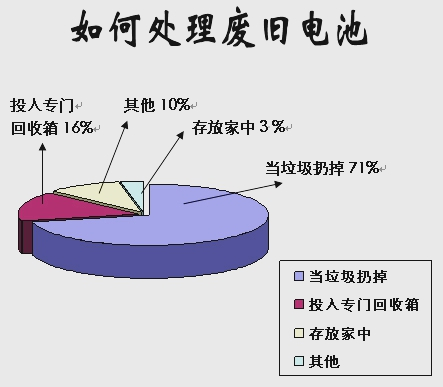 如何处理废旧电池
投入专门
回收箱 16%
其他 10%
存放家中 3%
当垃圾扔掉 71%
当垃圾扔掉
投入专门回收箱
存放家中
其他